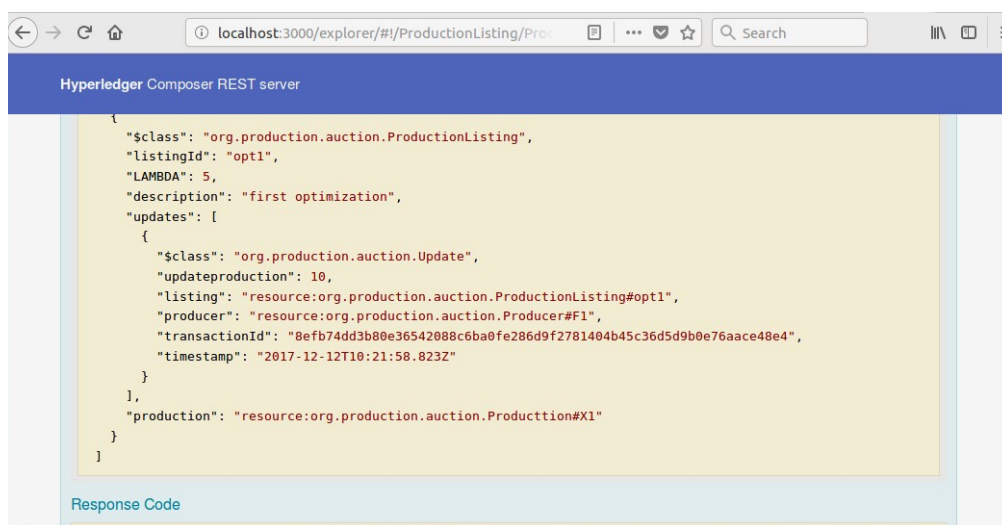 localhost:3000/explorer/#!/ProductionListing/Pro
Search
Hyperledger Composer REST server
{
"$class": "org.production.auction.ProductionListing",
"listingId": "opt1",
"LAMBDA": 5,
"description": "first optimization",
"updates": [
{
"$class": "org.production.auction.Update",
"updateproduction": 10,
"listing": "resource:org.production.auction.ProductionListing#opt1",
"producer": "resource:org.production.auction.Producer#F1",
"transactionId": "8efb74dd3b80e36542088c6ba0fe286d9f2781404b45c36d5d9b0e76aace48e4",
"timestamp": "2017-12-12T10:21:58.823Z"
}
],
"production": "resource:org.production.auction.Producttion#X1"
}
]
Response Code